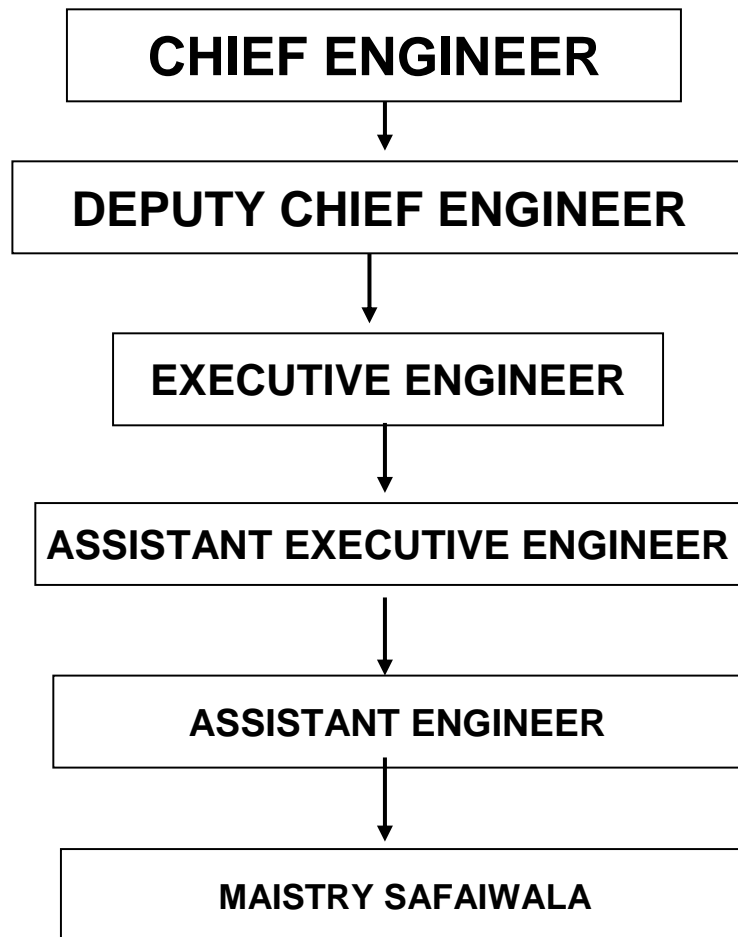 CHIEF ENGINEER
DEPUTY CHIEF ENGINEER
EXECUTIVE ENGINEER
ASSISTANT EXECUTIVE ENGINEER
ASSISTANT ENGINEER
MAISTRY SAFAIWALA